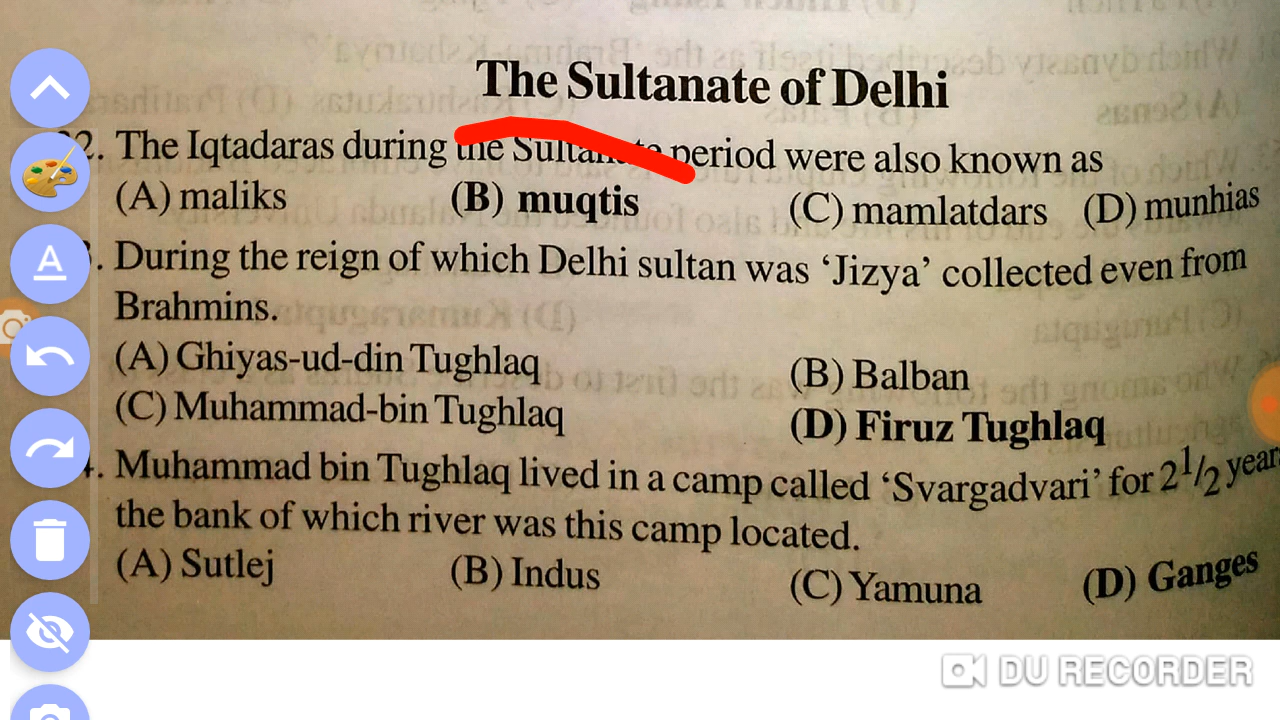 The Sultanate of Delhi
2. The Iqtadaras during the Sultanate period were also known as
(A) maliks (B) muqtis (C) mamlatdars (D) munhias
. During the reign of which Delhi sultan was ‘Jizya’ collected even from
Brahmins.
(A) Ghiyas-ud-din Tughlaq (B) Balban
(C) Muhammad-bin Tughlaq (D) Firuz Tughlaq
4. Muhammad bin Tughlaq lived in a camp called ‘Svargadvari’ for 2 1/2 year
the bank of which river was this camp located.
(A) Sutlej (B) Indus (C) Yamuna (D) Ganges
A
DU RECORDER